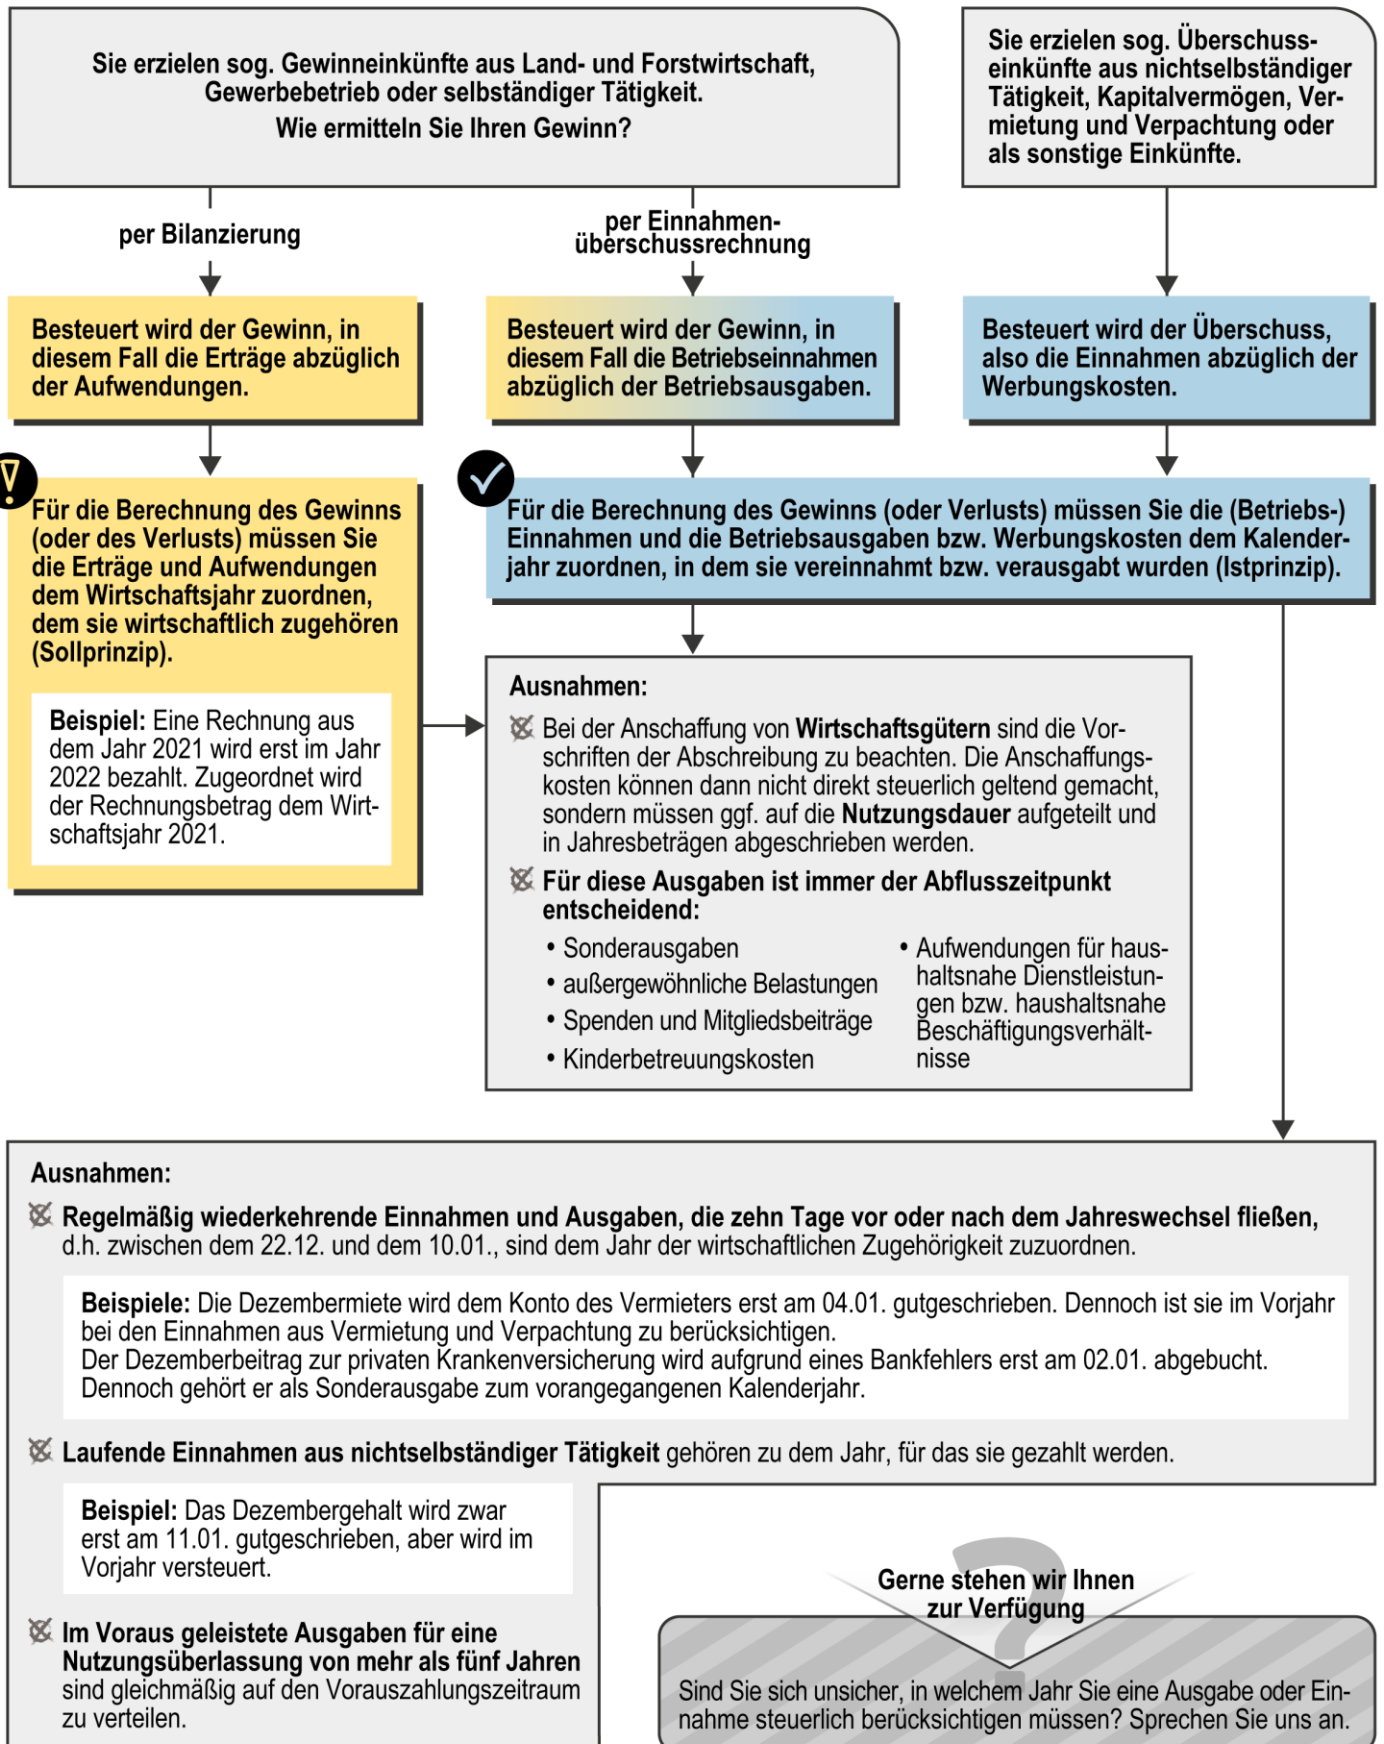 Sie erzielen sog. Gewinneinkünfte aus Land- und Forstwirtschaft,
Gewerbebetrieb oder selbständiger Tätigkeit.
Wie ermitteln Sie Ihren Gewinn?
Sie erzielen sog. Überschuss-
einkünfte aus nichtselbständiger
Tätigkeit, Kapitalvermögen, Ver-
mietung und Verpachtung oder
als sonstige Einkünfte.
per Bilanzierung
per Einnahmen-
überschussrechnung
Besteuert wird der Gewinn, in
diesem Fall die Erträge abzüglich
der Aufwendungen.
Besteuert wird der Gewinn, in
diesem Fall die Betriebseinnahmen
abzüglich der Betriebsausgaben.
Besteuert wird der Überschuss,
also die Einnahmen abzüglich der
Werbungskosten.
Für die Berechnung des Gewinns
(oder des Verlusts) müssen Sie
die Erträge und Aufwendungen
dem Wirtschaftsjahr zuordnen,
dem sie wirtschaftlich zugehören
(Sollprinzip).
Beispiel: Eine Rechnung aus
dem Jahr 2021 wird erst im Jahr
2022 bezahlt. Zugeordnet wird
der Rechnungsbetrag dem Wirt-
schaftsjahr 2021.
Für die Berechnung des Gewinns (oder Verlusts) müssen Sie die (Betriebs-)
Einnahmen und die Betriebsausgaben bzw. Werbungskosten dem Kalender-
jahr zuordnen, in dem sie vereinnahmt bzw. verausgabt wurden (Istprinzip).
Ausnahmen:
Bei der Anschaffung von Wirtschaftsgütern sind die Vor-
schriften der Abschreibung zu beachten. Die Anschaffungs-
kosten können dann nicht direkt steuerlich geltend gemacht,
sondern müssen ggf. auf die Nutzungsdauer aufgeteilt und
in Jahresbeträgen abgeschrieben werden.
Für diese Ausgaben ist immer der Abflusszeitpunkt
entscheidend:
• Sonderausgaben
• außergewöhnliche Belastungen
• Spenden und Mitgliedsbeiträge
• Kinderbetreuungskosten
• Aufwendungen für haus-
haltsnahe Dienstleistun-
gen bzw. haushaltsnahe
Beschäftigungsverhält-
nisse
Ausnahmen:
Regelmäßig wiederkehrende Einnahmen und Ausgaben, die zehn Tage vor oder nach dem Jahreswechsel fließen,
d.h. zwischen dem 22.12. und dem 10.01., sind dem Jahr der wirtschaftlichen Zugehörigkeit zuzuordnen.
Beispiele: Die Dezembermiete wird dem Konto des Vermieters erst am 04.01. gutgeschrieben. Dennoch ist sie im Vorjahr
bei den Einnahmen aus Vermietung und Verpachtung zu berücksichtigen.
Der Dezemberbeitrag zur privaten Krankenversicherung wird aufgrund eines Bankfehlers erst am 02.01. abgebucht.
Dennoch gehört er als Sonderausgabe zum vorangegangenen Kalenderjahr.
Laufende Einnahmen aus nichtselbständiger Tätigkeit gehören zu dem Jahr, für das sie gezahlt werden.
Beispiel: Das Dezembergehalt wird zwar
erst am 11.01. gutgeschrieben, aber wird im
Vorjahr versteuert.
Im Voraus geleistete Ausgaben für eine
Nutzungsüberlassung von mehr als fünf Jahren
sind gleichmäßig auf den Vorauszahlungszeitraum
zu verteilen.
?
Gerne stehen wir Ihnen
zur Verfügung
Sind Sie sich unsicher, in welchem Jahr Sie eine Ausgabe oder Ein-
nahme steuerlich berücksichtigen müssen? Sprechen Sie uns an.